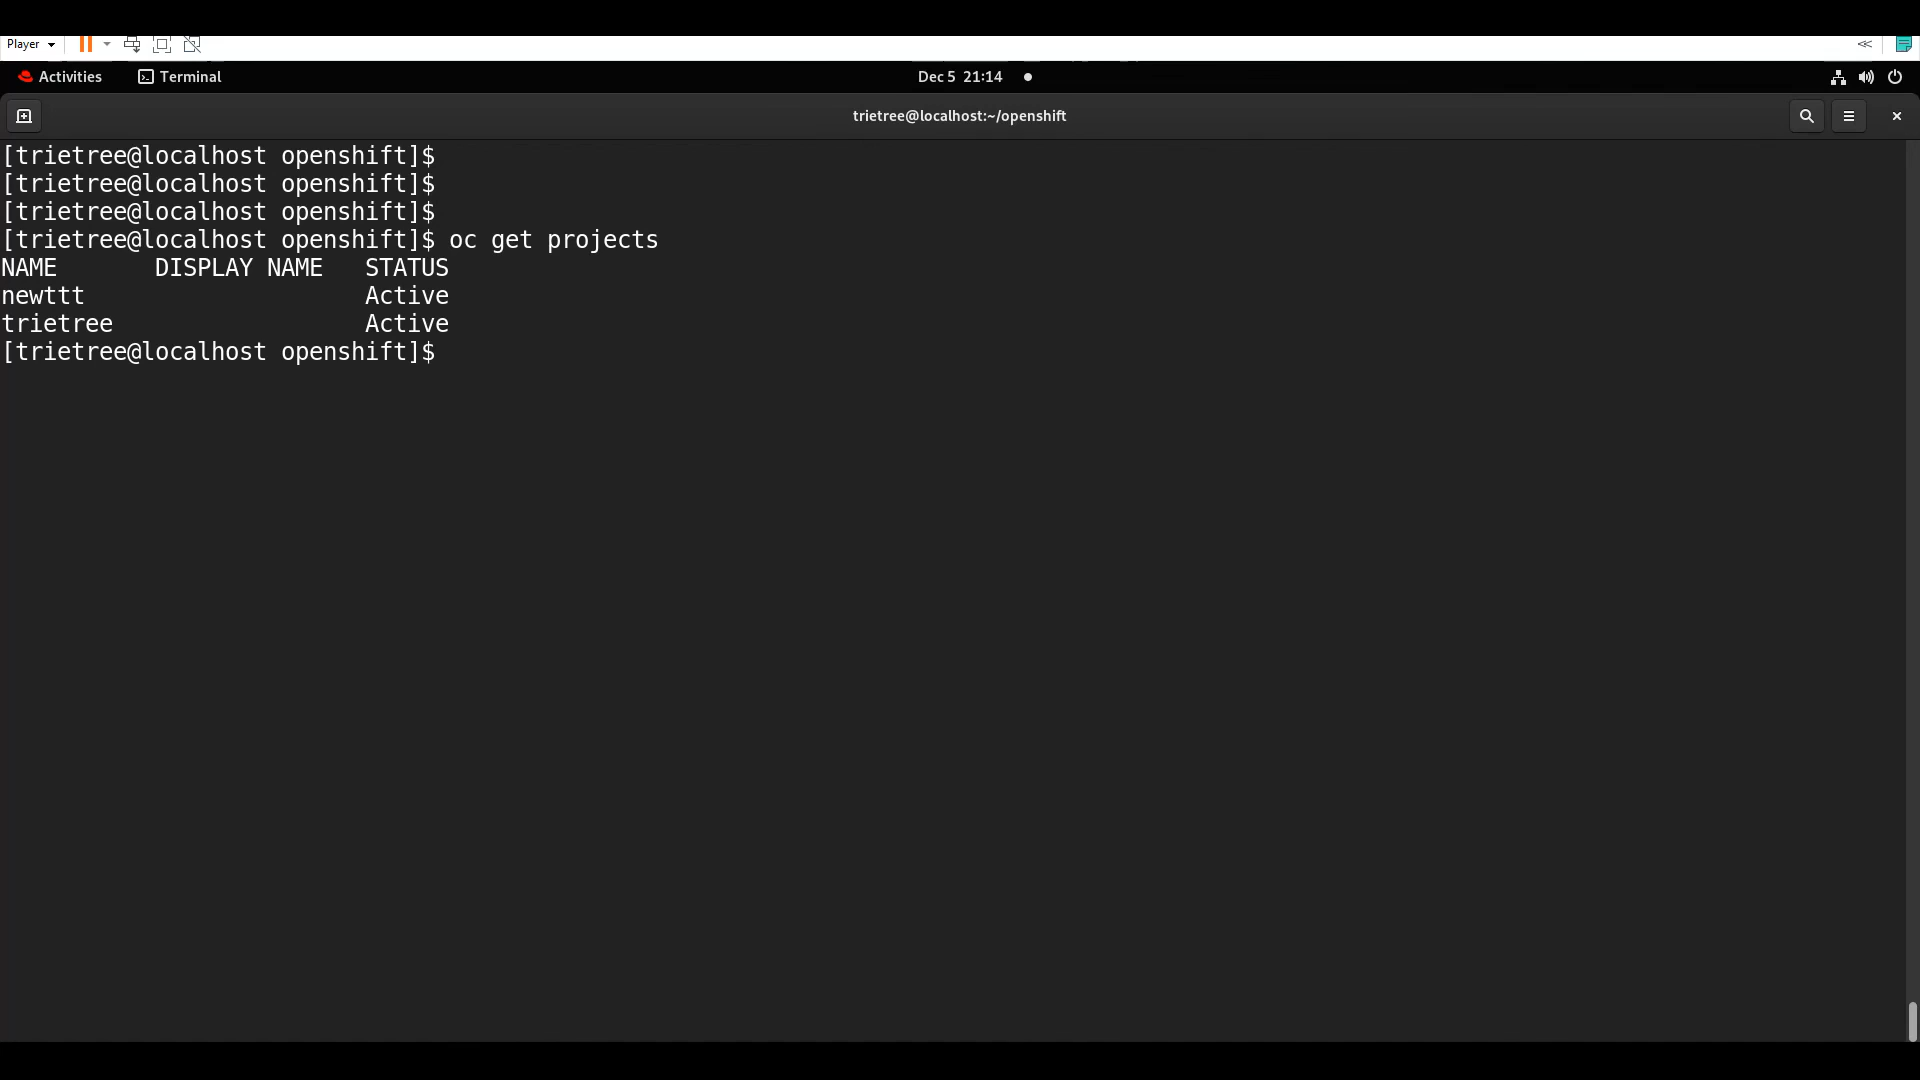 Player
Activities Terminal Dec 5 21:14
trietree@localhost:~/openshift
[trietree@localhost openshift]$
[trietree@localhost openshift]$
[trietree@localhost openshift]$
[trietree@localhost openshift]$ oc get projects
NAME DISPLAY NAME STATUS
newttt Active
trietree Active
[trietree@localhost openshift]$